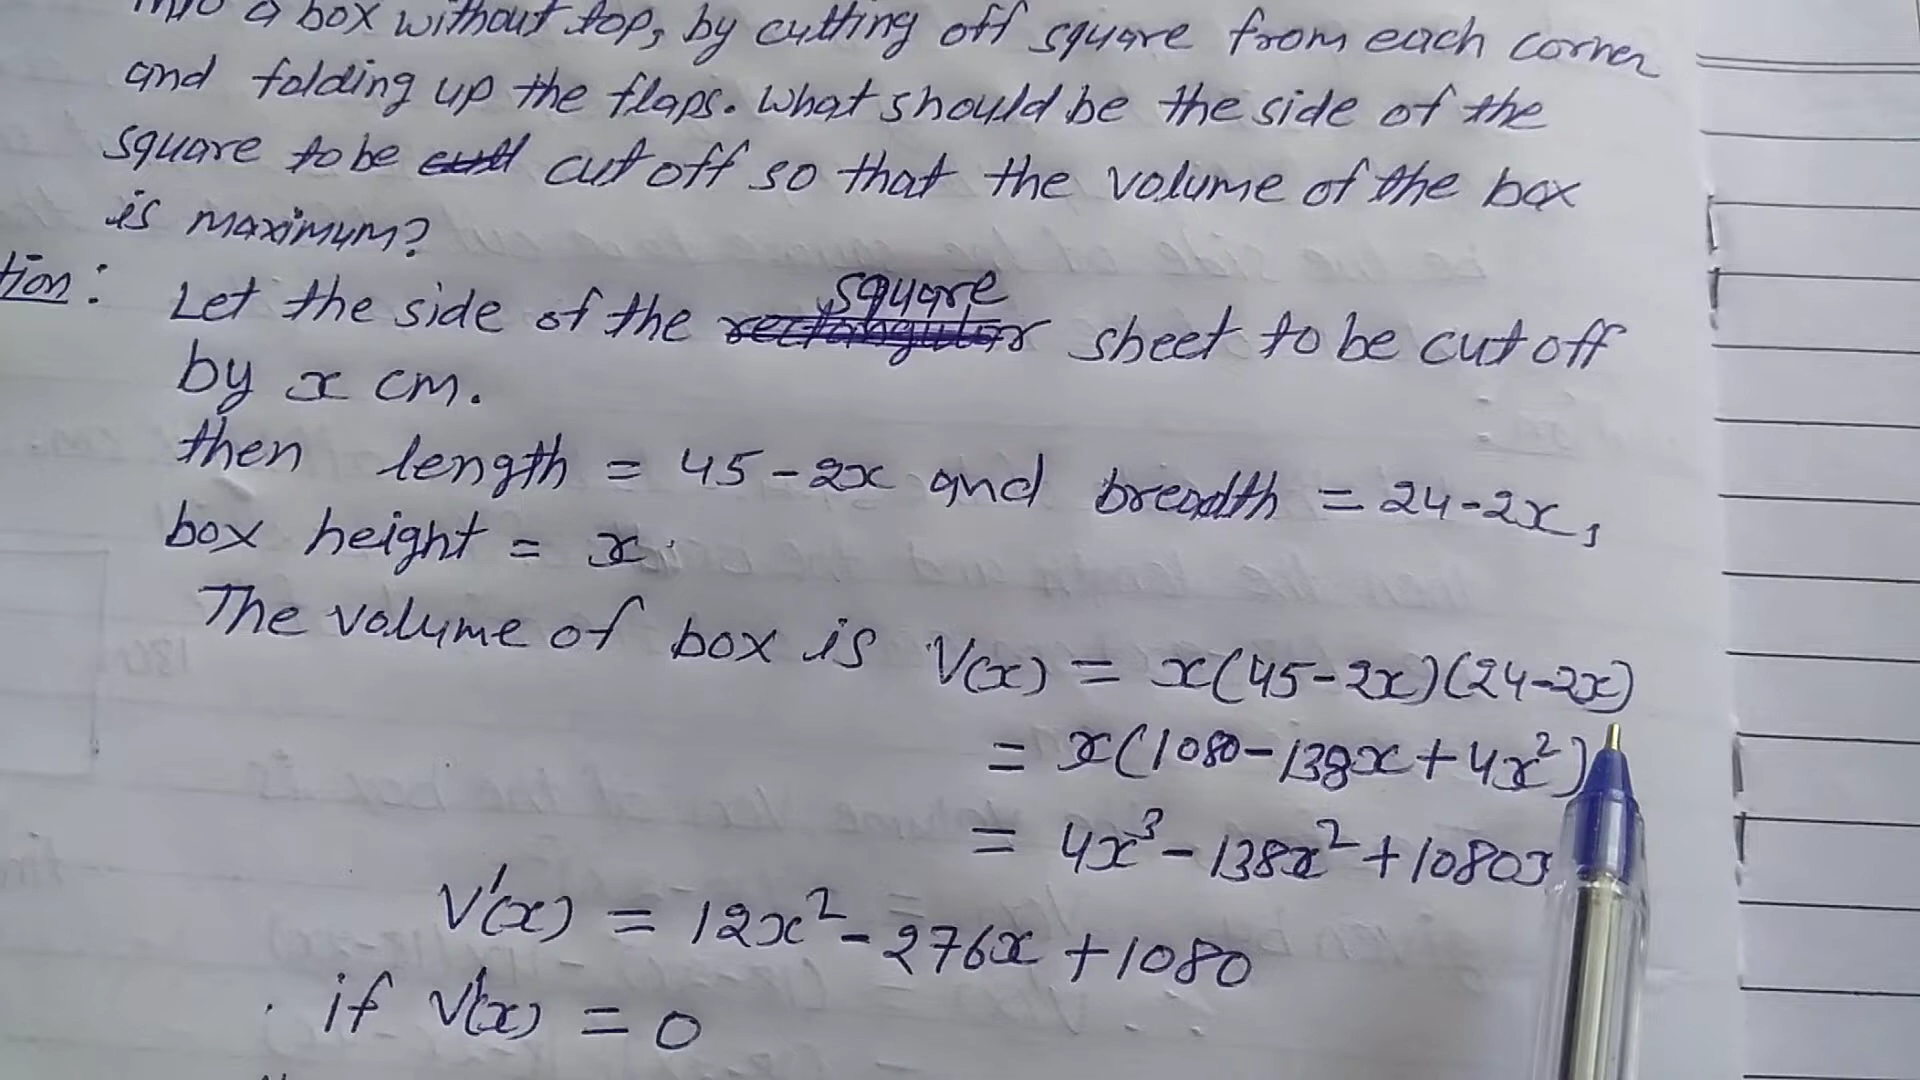 into a box without top, by cutting off square from each corner
and folding up the flaps. What should be the side of the
square to be cut off so that the volume of the box
is maximum?
tion:
Let the side of the square sheet to be cut off
by x cm.
then length = 45-2x and breadth = 24-2x,
box height = x.
The volume of box is V(x) = x(45-2x)(24-2x)
= x(1080-138x+4x²)
= 4x³-138x²+1080x
V'(x) = 12x²-276x+1080
if V'(x) = 0